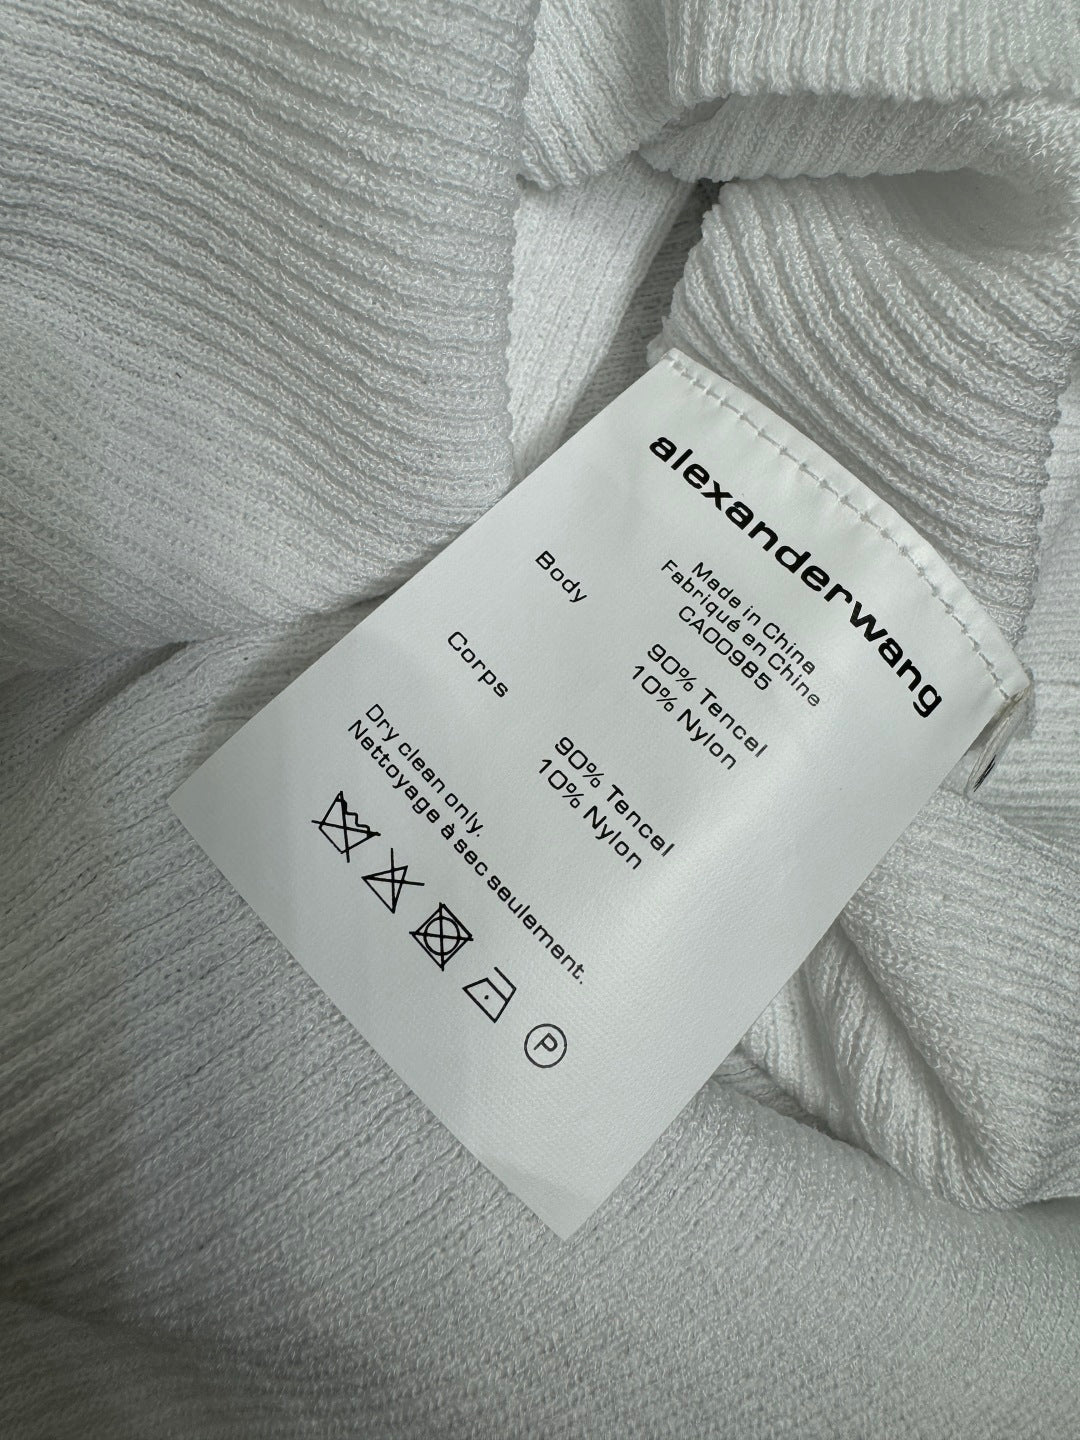 alexanderwang
Made in China
Fabriqué en Chine
CA00985
Body
90% Tencel
10% Nylon
Corps
90% Tencel
10% Nylon
Dry clean only.
Nettoyage à sec seulement.
P